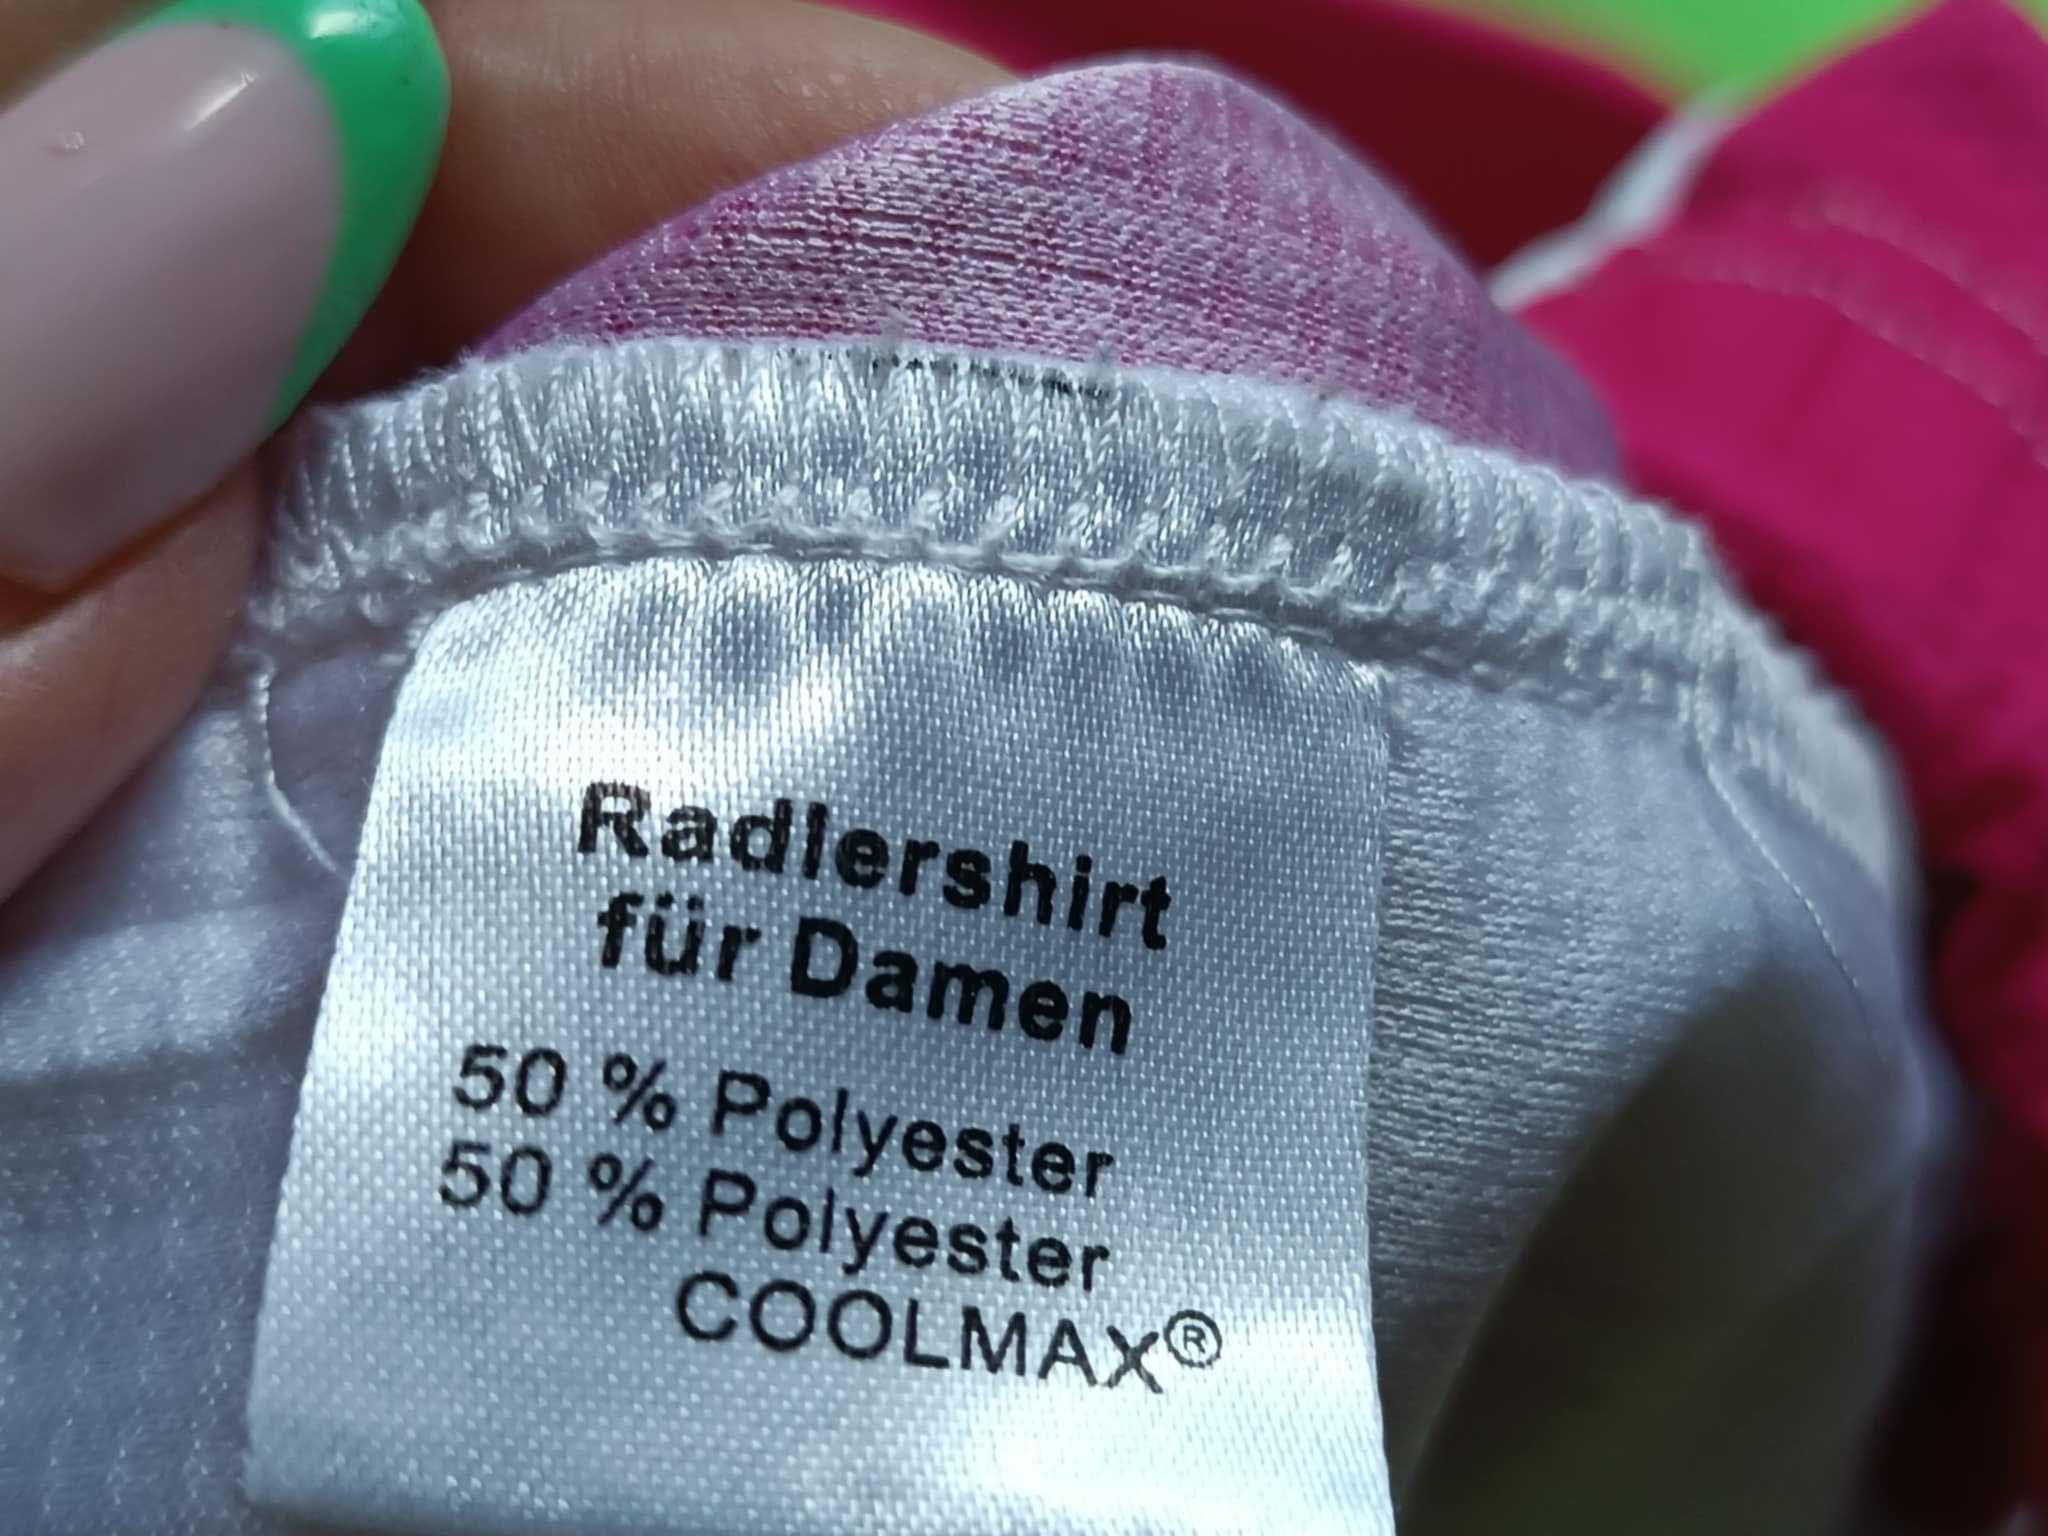 Radlershirt
für Damen
50 % Polyester
50 % Polyester
COOLMAX®